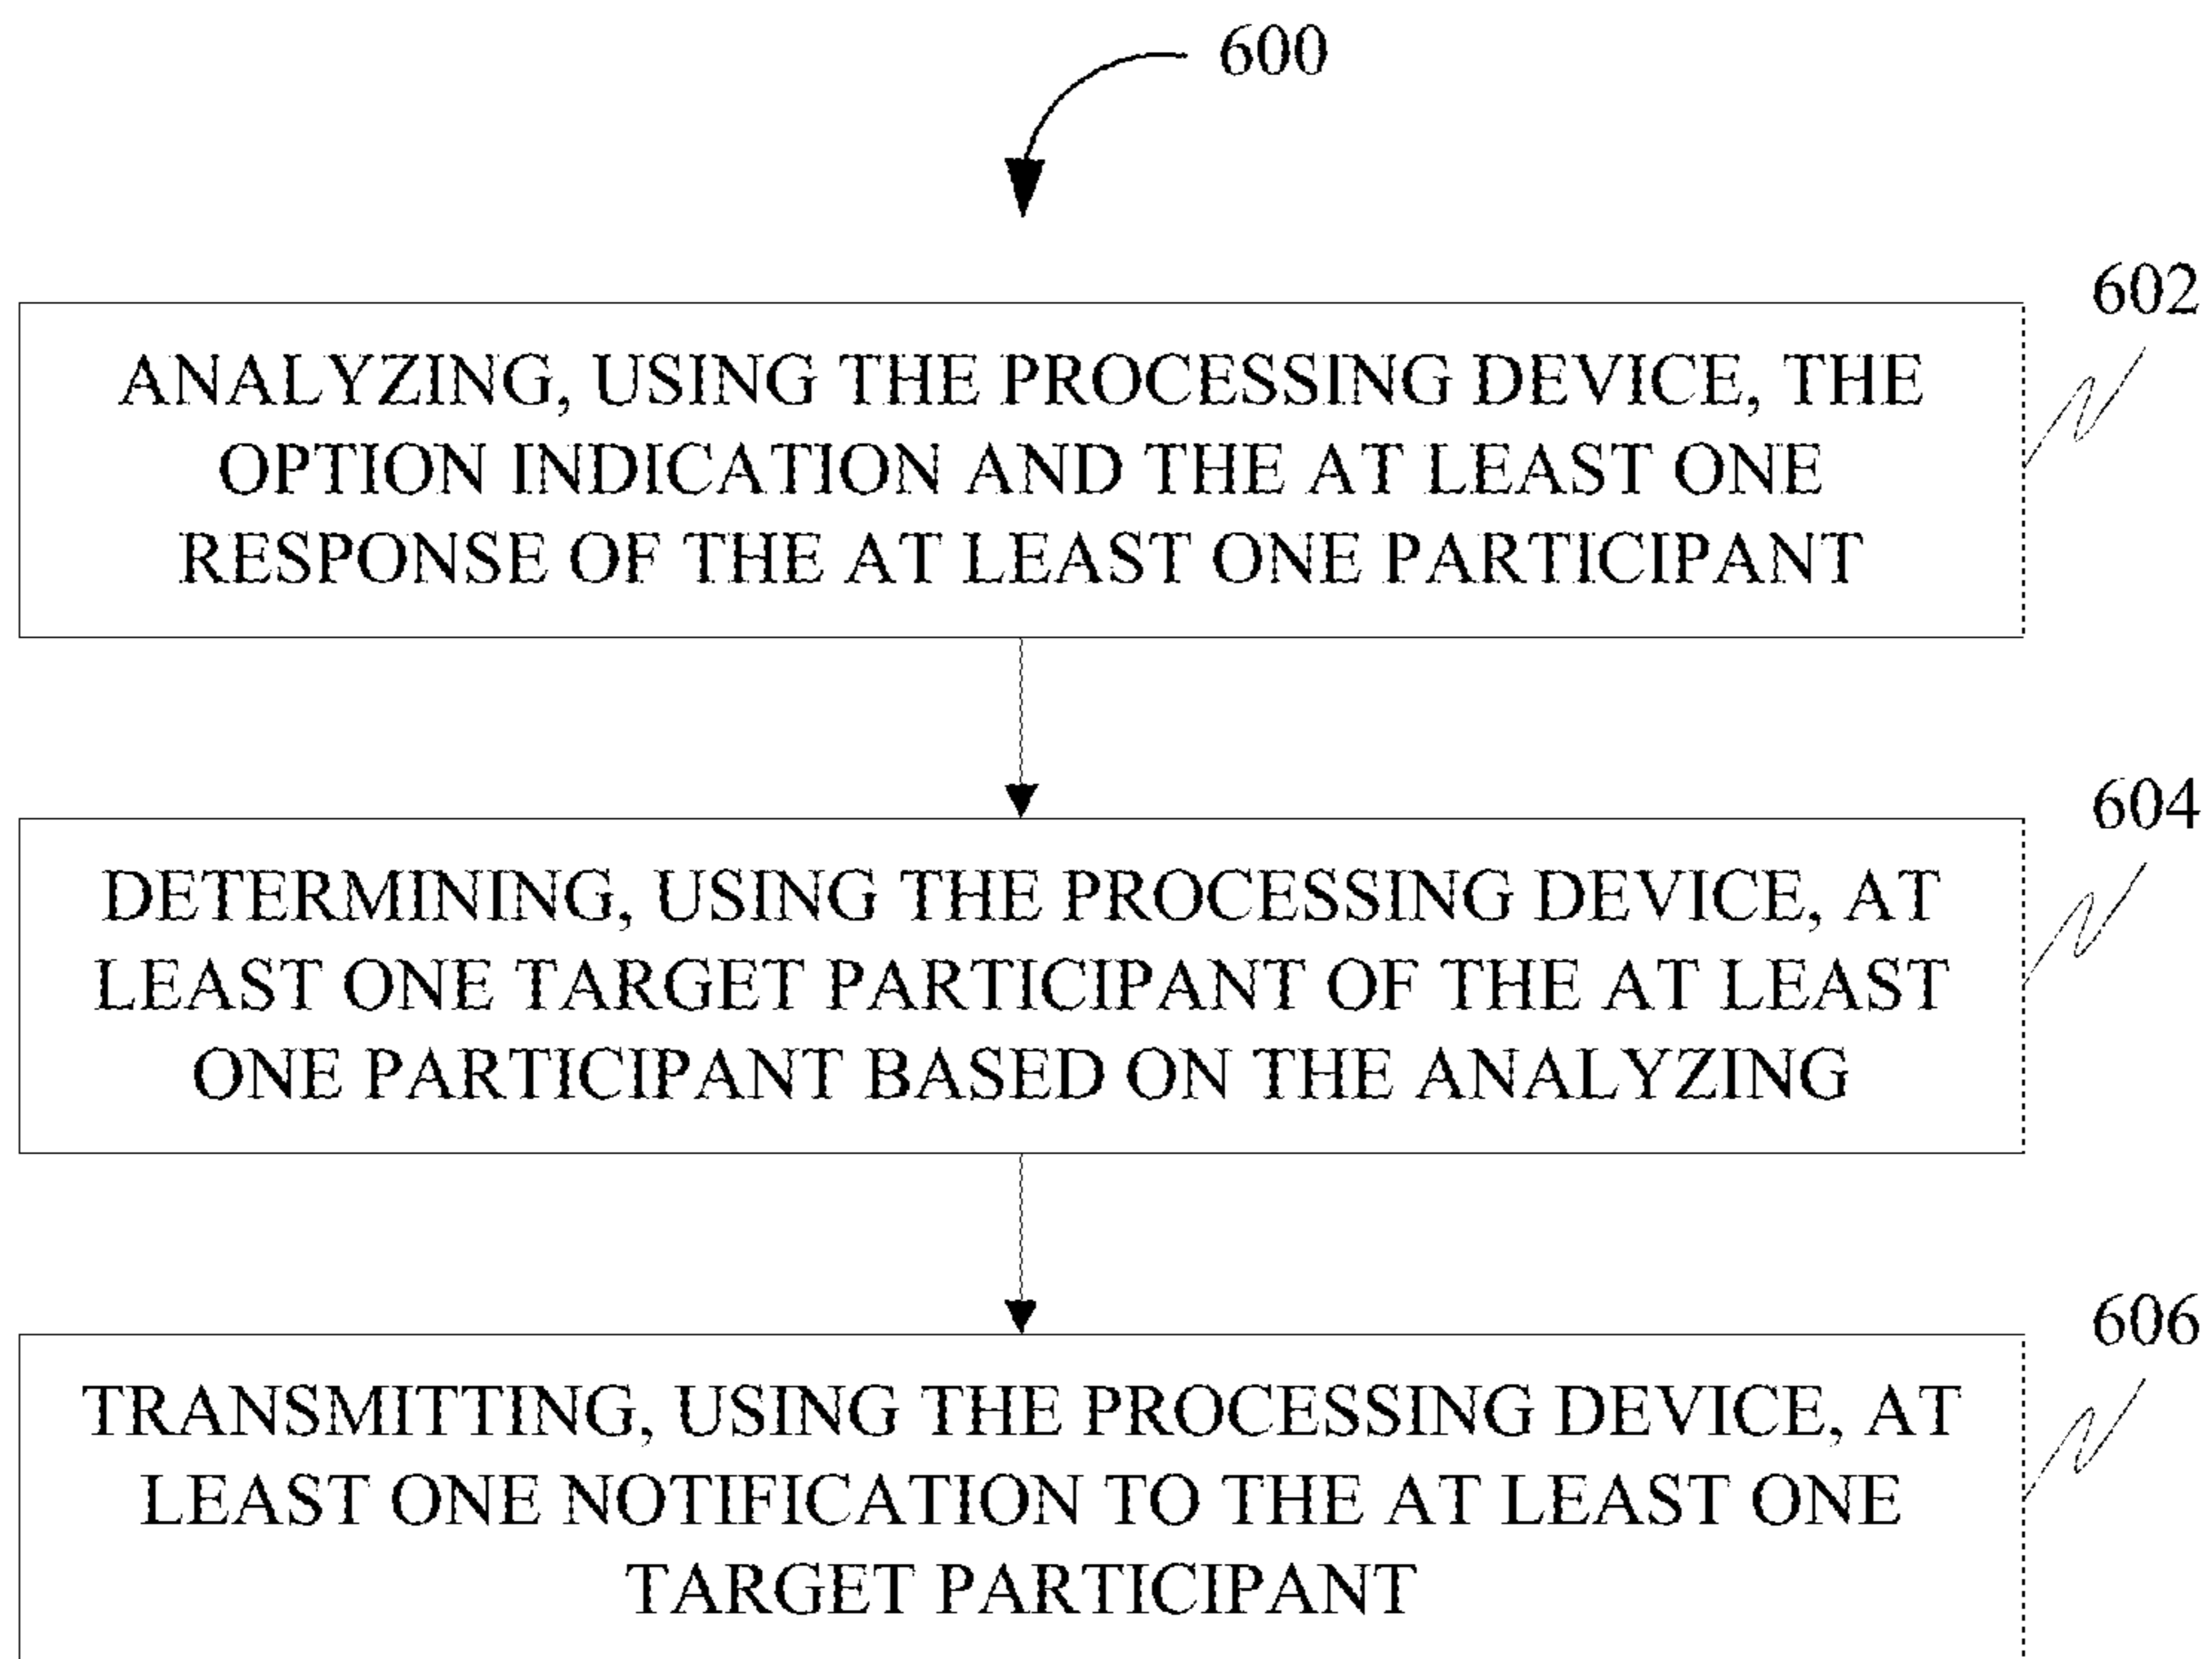 600
602
ANALYZING, USING THE PROCESSING DEVICE, THE
OPTION INDICATION AND THE AT LEAST ONE
RESPONSE OF THE AT LEAST ONE PARTICIPANT
604
DETERMINING, USING THE PROCESSING DEVICE, AT
LEAST ONE TARGET PARTICIPANT OF THE AT LEAST
ONE PARTICIPANT BASED ON THE ANALYZING
606
TRANSMITTING, USING THE PROCESSING DEVICE, AT
LEAST ONE NOTIFICATION TO THE AT LEAST ONE
TARGET PARTICIPANT